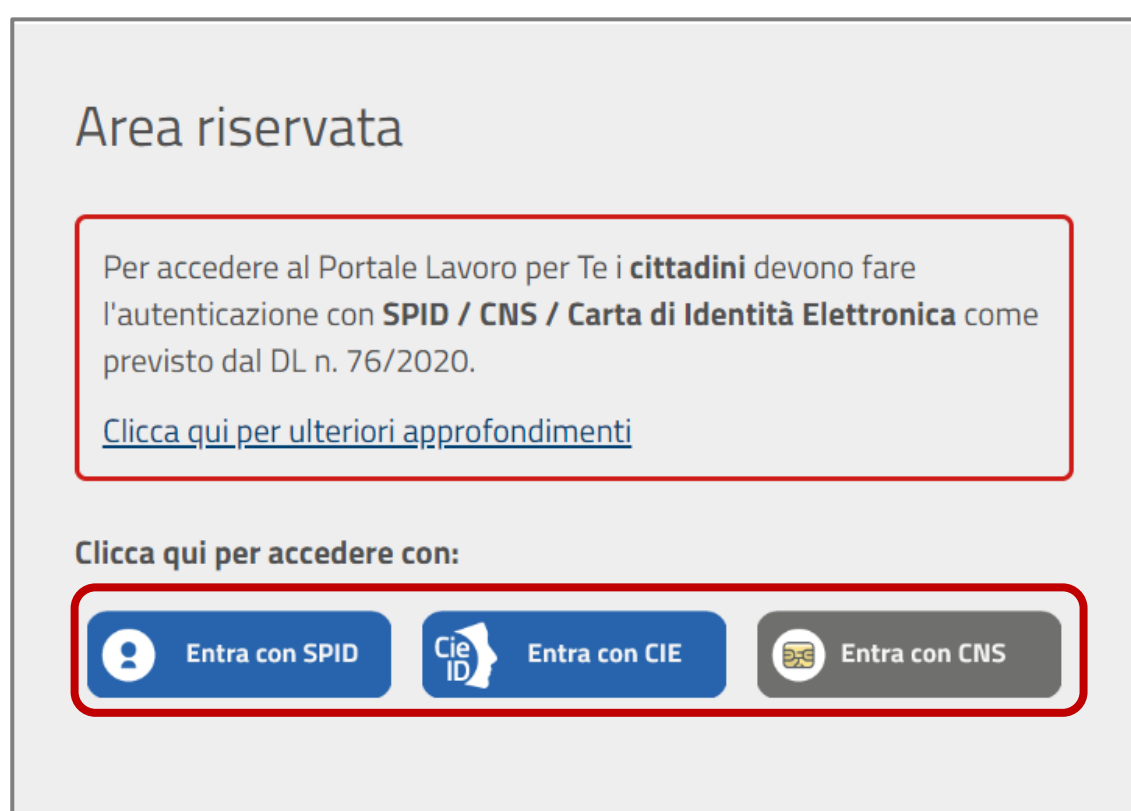 Area riservata
Per accedere al Portale Lavoro per Te i cittadini devono fare
l'autenticazione con SPID / CNS / Carta di Identità Elettronica come
previsto dal DL n. 76/2020.
Clicca qui per ulteriori approfondimenti
Clicca qui per accedere con:
Entra con SPID
Cie
ID
Entra con CIE
Entra con CNS